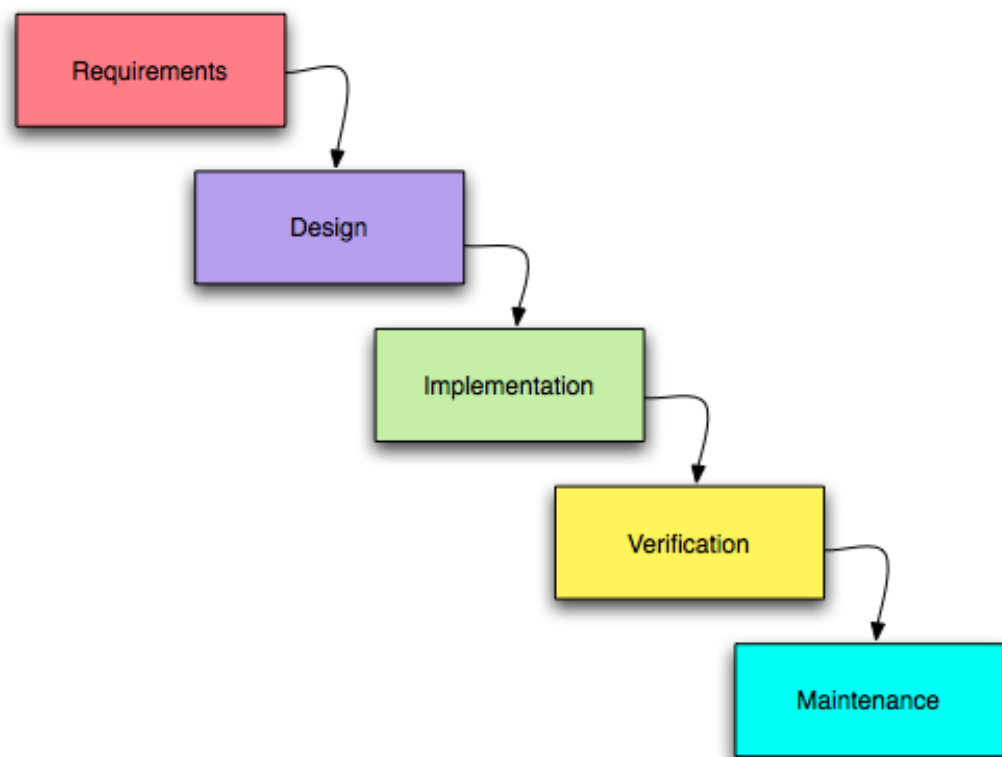 Requirements
Design
Implementation
Verification
Maintenance